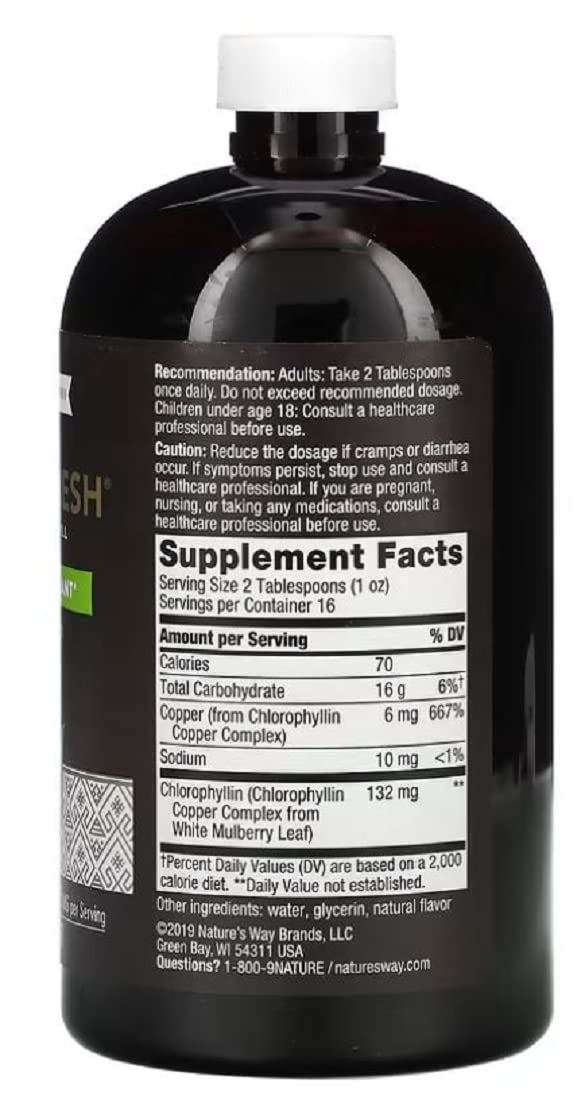 Recommendation: Adults: Take 2 Tablespoons
once daily. Do not exceed recommended dosage.
Children under age 18: Consult a healthcare
professional before use.
Caution: Reduce the dosage if cramps or diarrhea
occur. If symptoms persist, stop use and consult a
healthcare professional. If you are pregnant,
nursing, or taking any medications, consult a
healthcare professional before use.
ESH®
ANT*
Supplement Facts
Serving Size 2 Tablespoons (1 oz)
Servings per Container 16
Amount per Serving % DV
Calories 70
Total Carbohydrate 16 g 6%†
Copper (from Chlorophyllin 6 mg 667%
Copper Complex)
Sodium 10 mg <1%
Chlorophyllin (Chlorophyllin 132 mg **
Copper Complex from
White Mulberry Leaf)
†Percent Daily Values (DV) are based on a 2,000
calorie diet. **Daily Value not established.
Other ingredients: water, glycerin, natural flavor
©2019 Nature's Way Brands, LLC
Green Bay, WI 54311 USA
Questions? 1-800-9NATURE / naturesway.com
per Serving